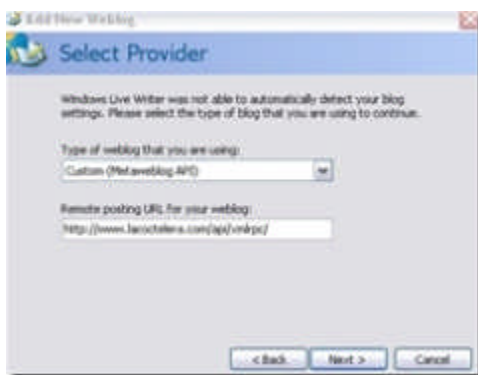 Add New Weblog
Select Provider
Windows Live Writer was not able to automatically detect your blog
settings. Please select the type of blog that you are using to continue.
Type of weblog that you are using:
Custom (Metaweblog API)
Remote posting URL for your weblog:
http://www.lacoctelera.com/api/xmlrpc/
< Back
Next >
Cancel